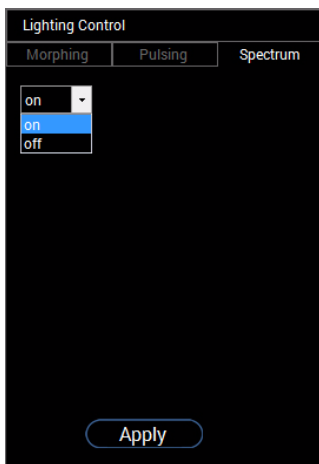 Lighting Control
Morphing Pulsing Spectrum
on
on
off
Apply